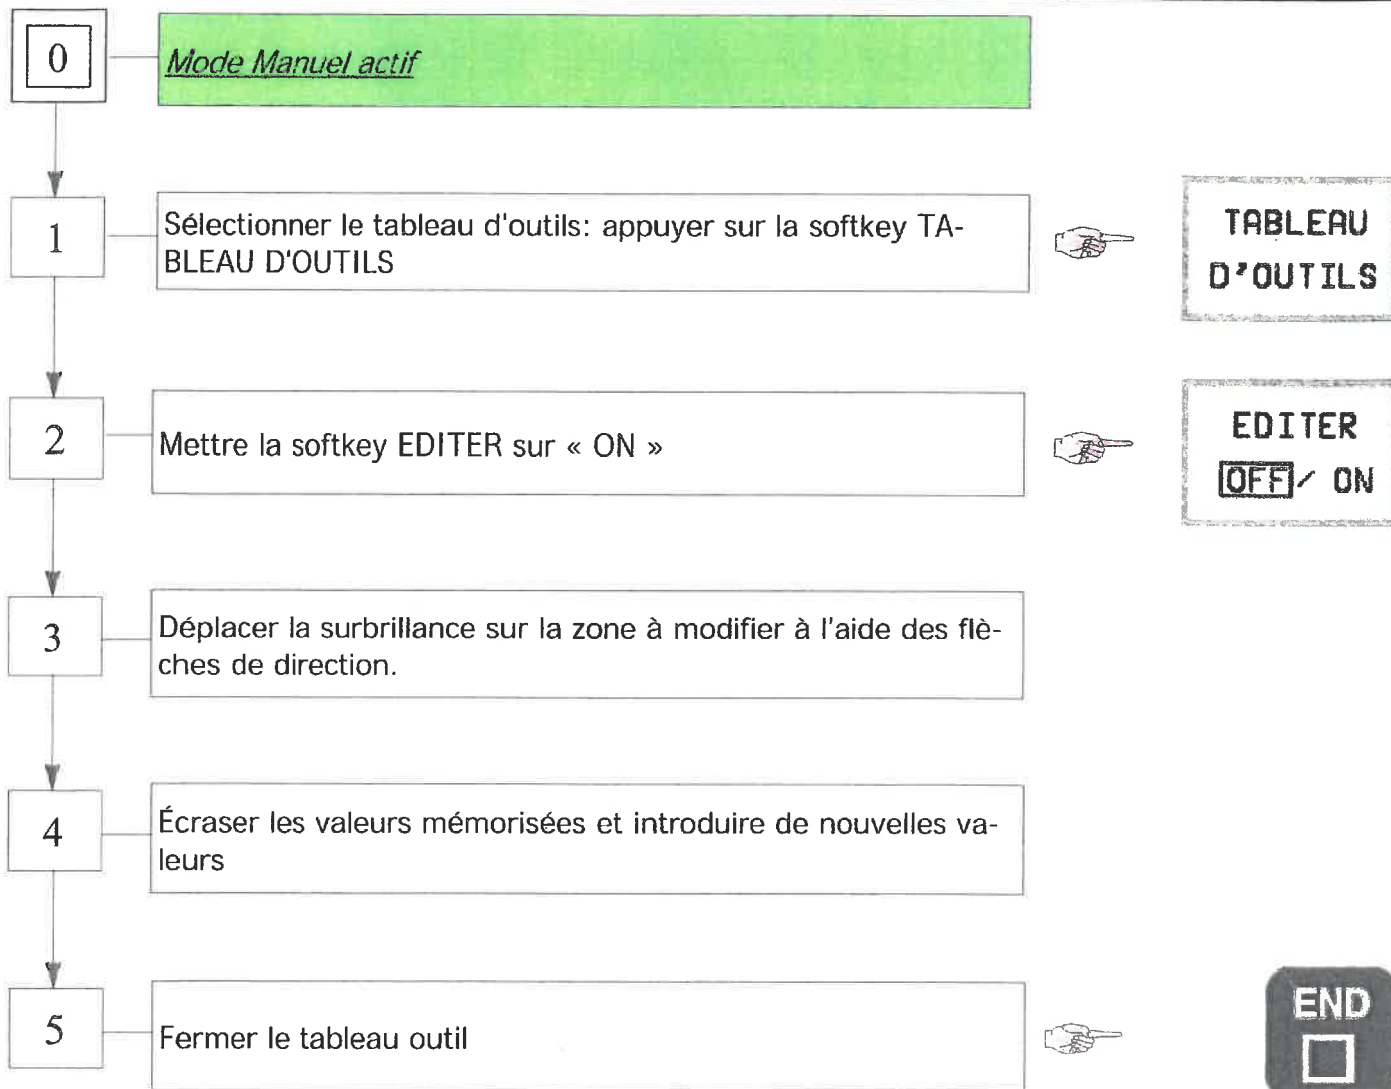 0
Mode Manuel actif
1
Sélectionner le tableau d'outils: appuyer sur la softkey TA-
BLEAU D'OUTILS
TABLEAU
D'OUTILS
2
Mettre la softkey EDITER sur « ON »
EDITER
OFF/ ON
3
Déplacer la surbrillance sur la zone à modifier à l'aide des flè-
ches de direction.
4
Écraser les valeurs mémorisées et introduire de nouvelles va-
leurs
5
Fermer le tableau outil
END